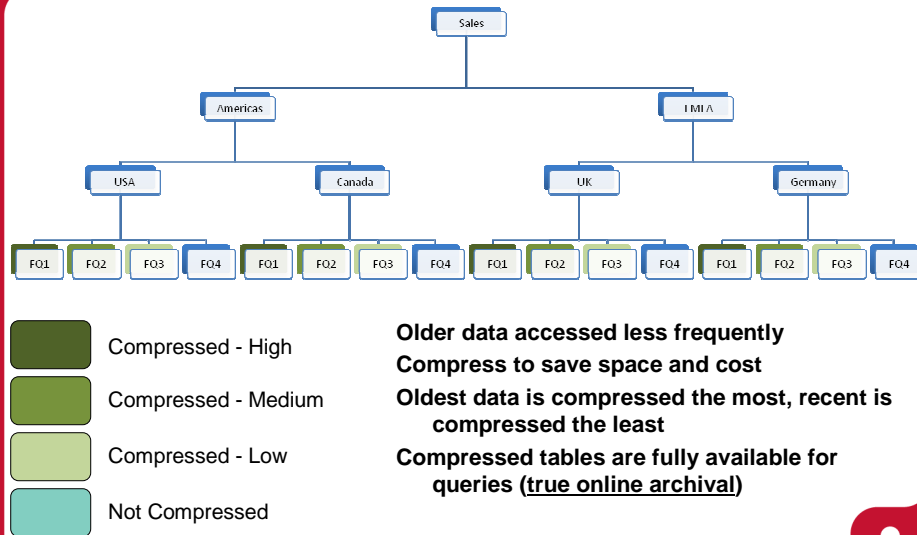 Sales
Americas EMEA
USA Canada UK Germany
FQ1 FQ2 FQ3 FQ4 FQ1 FQ2 FQ3 FQ4 FQ1 FQ2 FQ3 FQ4 FQ1 FQ2 FQ3 FQ4
Compressed - High
Compressed - Medium
Compressed - Low
Not Compressed
Older data accessed less frequently
Compress to save space and cost
Oldest data is compressed the most, recent is
compressed the least
Compressed tables are fully available for
queries (true online archival)